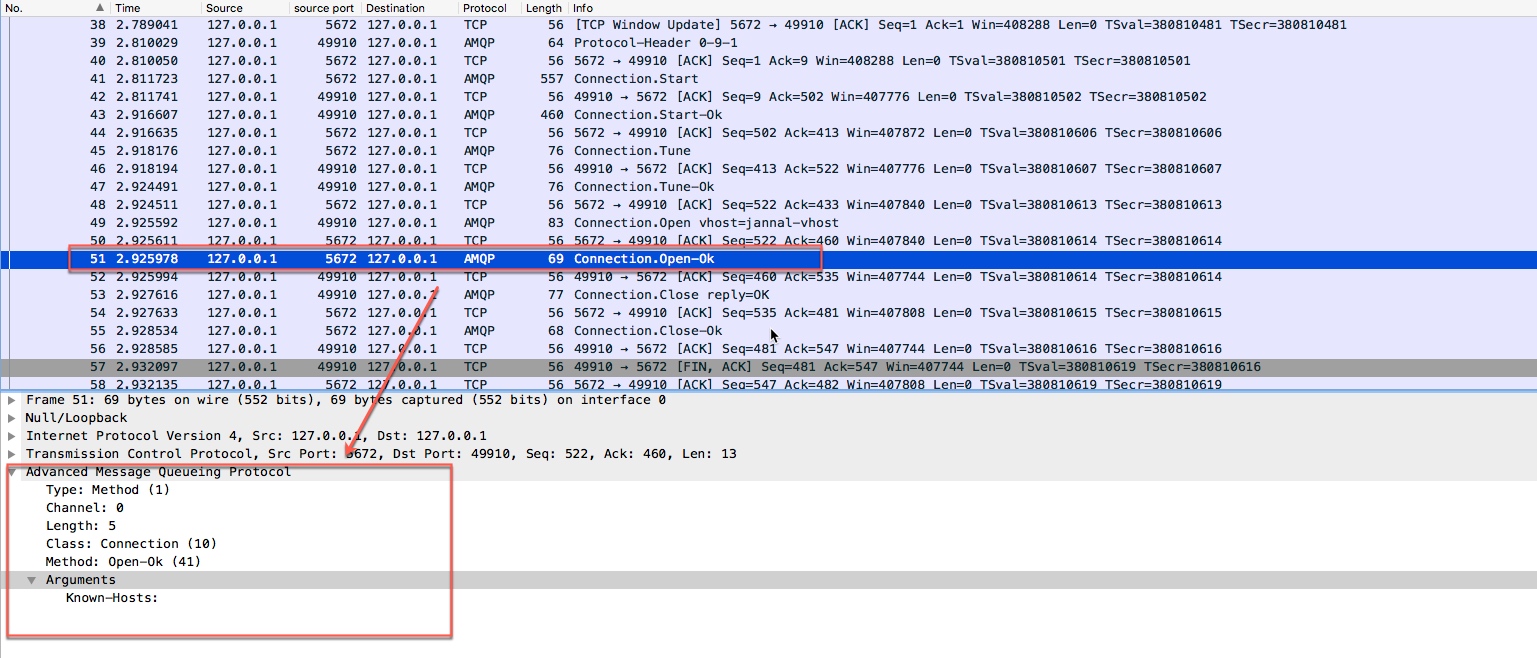 No. Time Source source port Destination Protocol Length Info
38 2.789041 127.0.0.1 5672 127.0.0.1 TCP 56 [TCP Window Update] 5672 → 49910 [ACK] Seq=1 Ack=1 Win=408288 Len=0 TSval=380810481 TSecr=380810481
39 2.810029 127.0.0.1 49910 127.0.0.1 AMQP 64 Protocol-Header 0-9-1
40 2.810050 127.0.0.1 5672 127.0.0.1 TCP 56 5672 → 49910 [ACK] Seq=1 Ack=9 Win=408288 Len=0 TSval=380810501 TSecr=380810501
41 2.811723 127.0.0.1 5672 127.0.0.1 AMQP 557 Connection.Start
42 2.811741 127.0.0.1 49910 127.0.0.1 TCP 56 49910 → 5672 [ACK] Seq=9 Ack=502 Win=407776 Len=0 TSval=380810502 TSecr=380810502
43 2.916607 127.0.0.1 49910 127.0.0.1 AMQP 460 Connection.Start-Ok
44 2.916635 127.0.0.1 5672 127.0.0.1 TCP 56 5672 → 49910 [ACK] Seq=502 Ack=413 Win=407872 Len=0 TSval=380810606 TSecr=380810606
45 2.918176 127.0.0.1 5672 127.0.0.1 AMQP 76 Connection.Tune
46 2.918194 127.0.0.1 49910 127.0.0.1 TCP 56 49910 → 5672 [ACK] Seq=413 Ack=522 Win=407776 Len=0 TSval=380810607 TSecr=380810607
47 2.924491 127.0.0.1 49910 127.0.0.1 AMQP 76 Connection.Tune-Ok
48 2.924511 127.0.0.1 5672 127.0.0.1 TCP 56 5672 → 49910 [ACK] Seq=522 Ack=433 Win=407840 Len=0 TSval=380810613 TSecr=380810613
49 2.925592 127.0.0.1 49910 127.0.0.1 AMQP 83 Connection.Open vhost=jannal-vhost
50 2.925611 127.0.0.1 5672 127.0.0.1 TCP 56 5672 → 49910 [ACK] Seq=522 Ack=460 Win=407840 Len=0 TSval=380810614 TSecr=380810614
51 2.925978 127.0.0.1 5672 127.0.0.1 AMQP 69 Connection.Open-Ok
52 2.925994 127.0.0.1 49910 127.0.0.1 TCP 56 49910 → 5672 [ACK] Seq=460 Ack=535 Win=407744 Len=0 TSval=380810614 TSecr=380810614
53 2.927616 127.0.0.1 49910 127.0.0.1 AMQP 77 Connection.Close reply=OK
54 2.927633 127.0.0.1 5672 127.0.0.1 TCP 56 5672 → 49910 [ACK] Seq=535 Ack=481 Win=407808 Len=0 TSval=380810615 TSecr=380810615
55 2.928534 127.0.0.1 5672 127.0.0.1 AMQP 68 Connection.Close-Ok
56 2.928585 127.0.0.1 49910 127.0.0.1 TCP 56 49910 → 5672 [ACK] Seq=481 Ack=547 Win=407744 Len=0 TSval=380810616 TSecr=380810616
57 2.932097 127.0.0.1 49910 127.0.0.1 TCP 56 49910 → 5672 [FIN, ACK] Seq=481 Ack=547 Win=407744 Len=0 TSval=380810619 TSecr=380810616
58 2.932135 127.0.0.1 5672 127.0.0.1 TCP 56 5672 → 49910 [ACK] Seq=547 Ack=482 Win=407808 Len=0 TSval=380810619 TSecr=380810619
Frame 51: 69 bytes on wire (552 bits), 69 bytes captured (552 bits) on interface 0
Null/Loopback
Internet Protocol Version 4, Src: 127.0.0.1, Dst: 127.0.0.1
Transmission Control Protocol, Src Port: 5672, Dst Port: 49910, Seq: 522, Ack: 460, Len: 13
Advanced Message Queueing Protocol
Type: Method (1)
Channel: 0
Length: 5
Class: Connection (10)
Method: Open-Ok (41)
Arguments
Known-Hosts: